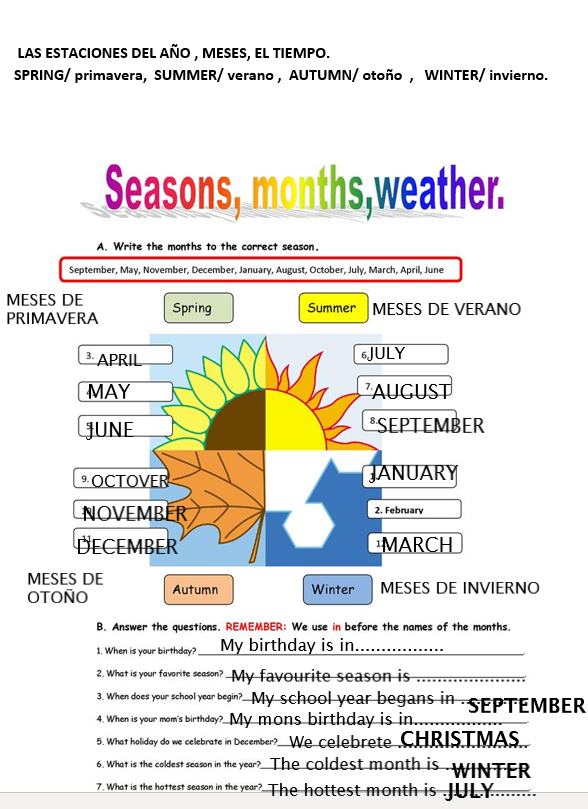 LAS ESTACIONES DEL AÑO , MESES, EL TIEMPO.
SPRING/ primavera, SUMMER/ verano , AUTUMN/ otoño , WINTER/ invierno.
Seasons, months,weather.
A. Write the months to the correct season.
September, May, November, December, January, August, October, July, March, April, June
MESES DE
PRIMAVERA
Spring
Summer
MESES DE VERANO
3. APRIL
6. JULY
MAY
7. AUGUST
JUNE
8. SEPTEMBER
9. OCTOVER
JANUARY
10. NOVEMBER
2. February
11. DECEMBER
12. MARCH
MESES DE
OTOÑO
Autumn
Winter
MESES DE INVIERNO
B. Answer the questions. REMEMBER: We use in before the names of the months.
1. When is your birthday? My birthday is in.................
2. What is your favorite season? My favourite season is .....................
3. When does your school year begin? My school year begans in .. SEPTEMBER
4. When is your mom's birthday? My mons birthday is in.................
5. What holiday do we celebrate in December? We celebrete CHRISTMAS..
6. What is the coldest season in the year? The coldest month is . WINTER
7. What is the hottest season in the year? The hottest month is .JULY.........